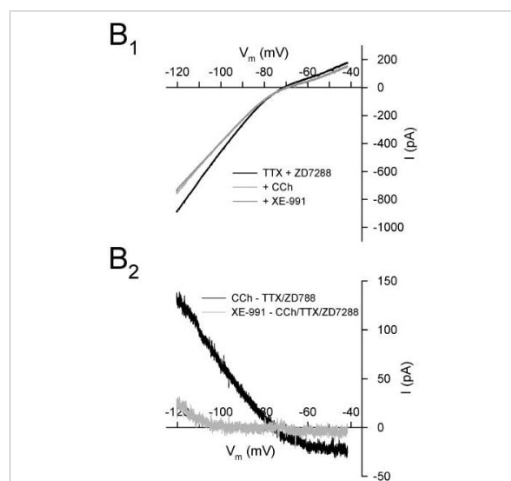 B1
Vm (mV)
-120 -100 -80 -60 -40
200
0
-200
-400
-600
-800
-1000
I (pA)
TTX + ZD7288
+ CCh
+ XE-991
B2
150
100
50
0
-50
I (pA)
CCh - TTX/ZD788
XE-991 - CCh/TTX/ZD7288
-120 -100 -80 -60 -40
Vm (mV)